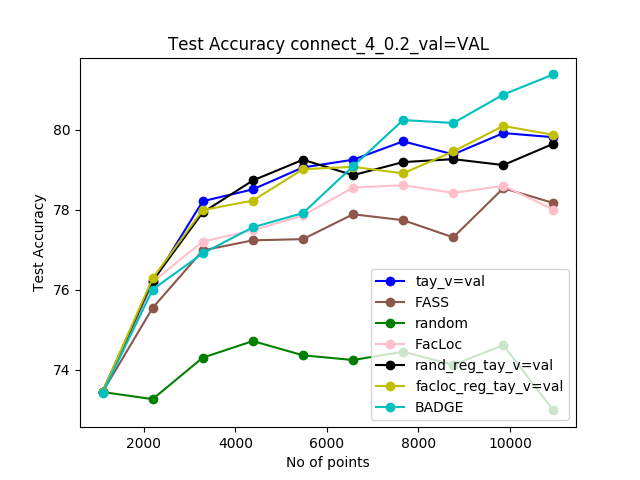 Test Accuracy connect_4_0.2_val=VAL
Test Accuracy
80
78
76
74
2000
4000
6000
8000
10000
No of points
tay_v=val
FASS
random
FacLoc
rand_reg_tay_v=val
facloc_reg_tay_v=val
BADGE